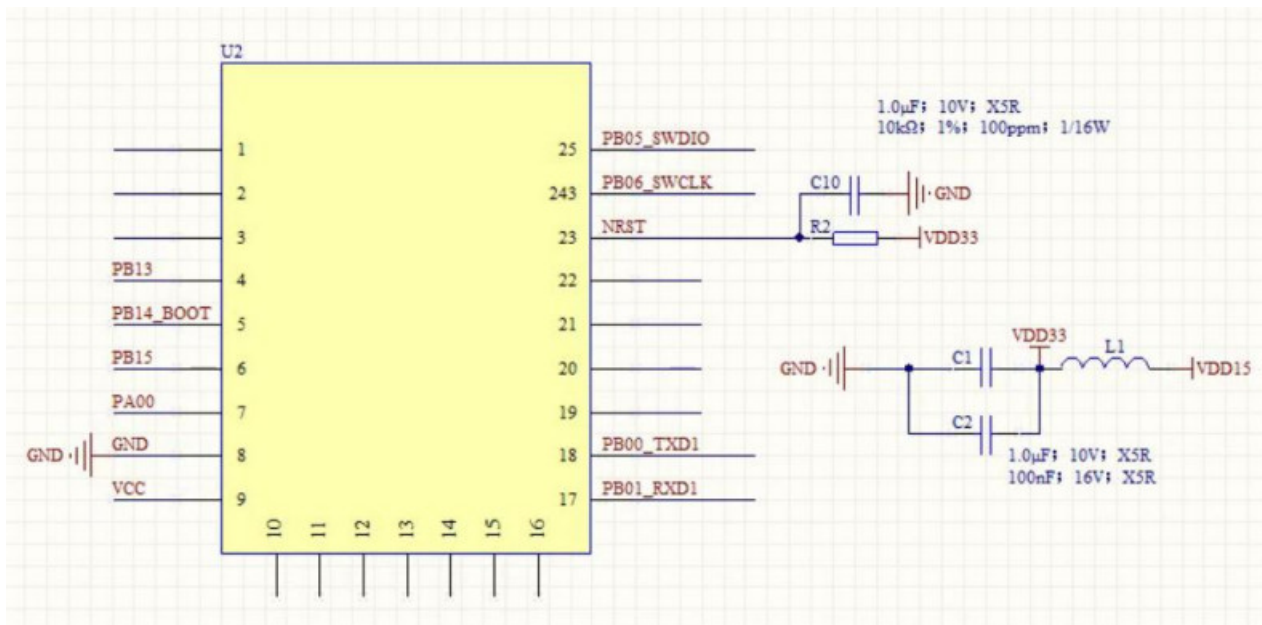 U2
1.0μF; 10V; X5R
10kΩ; 1%; 100ppm; 1/16W
1
25
PB05_SWDIO
2
243
PB06_SWCLK
C10
GND
3
23
NRST
R2
VDD33
PB13
4
22
PB14_BOOT
5
21
PB15
6
20
VDD33
L1
GND
C1
VDD15
PA00
7
19
C2
GND
GND
8
18
PB00_TXD1
1.0μF; 10V; X5R
100nF; 16V; X5R
VCC
9
17
PB01_RXD1
10
11
12
13
14
15
16